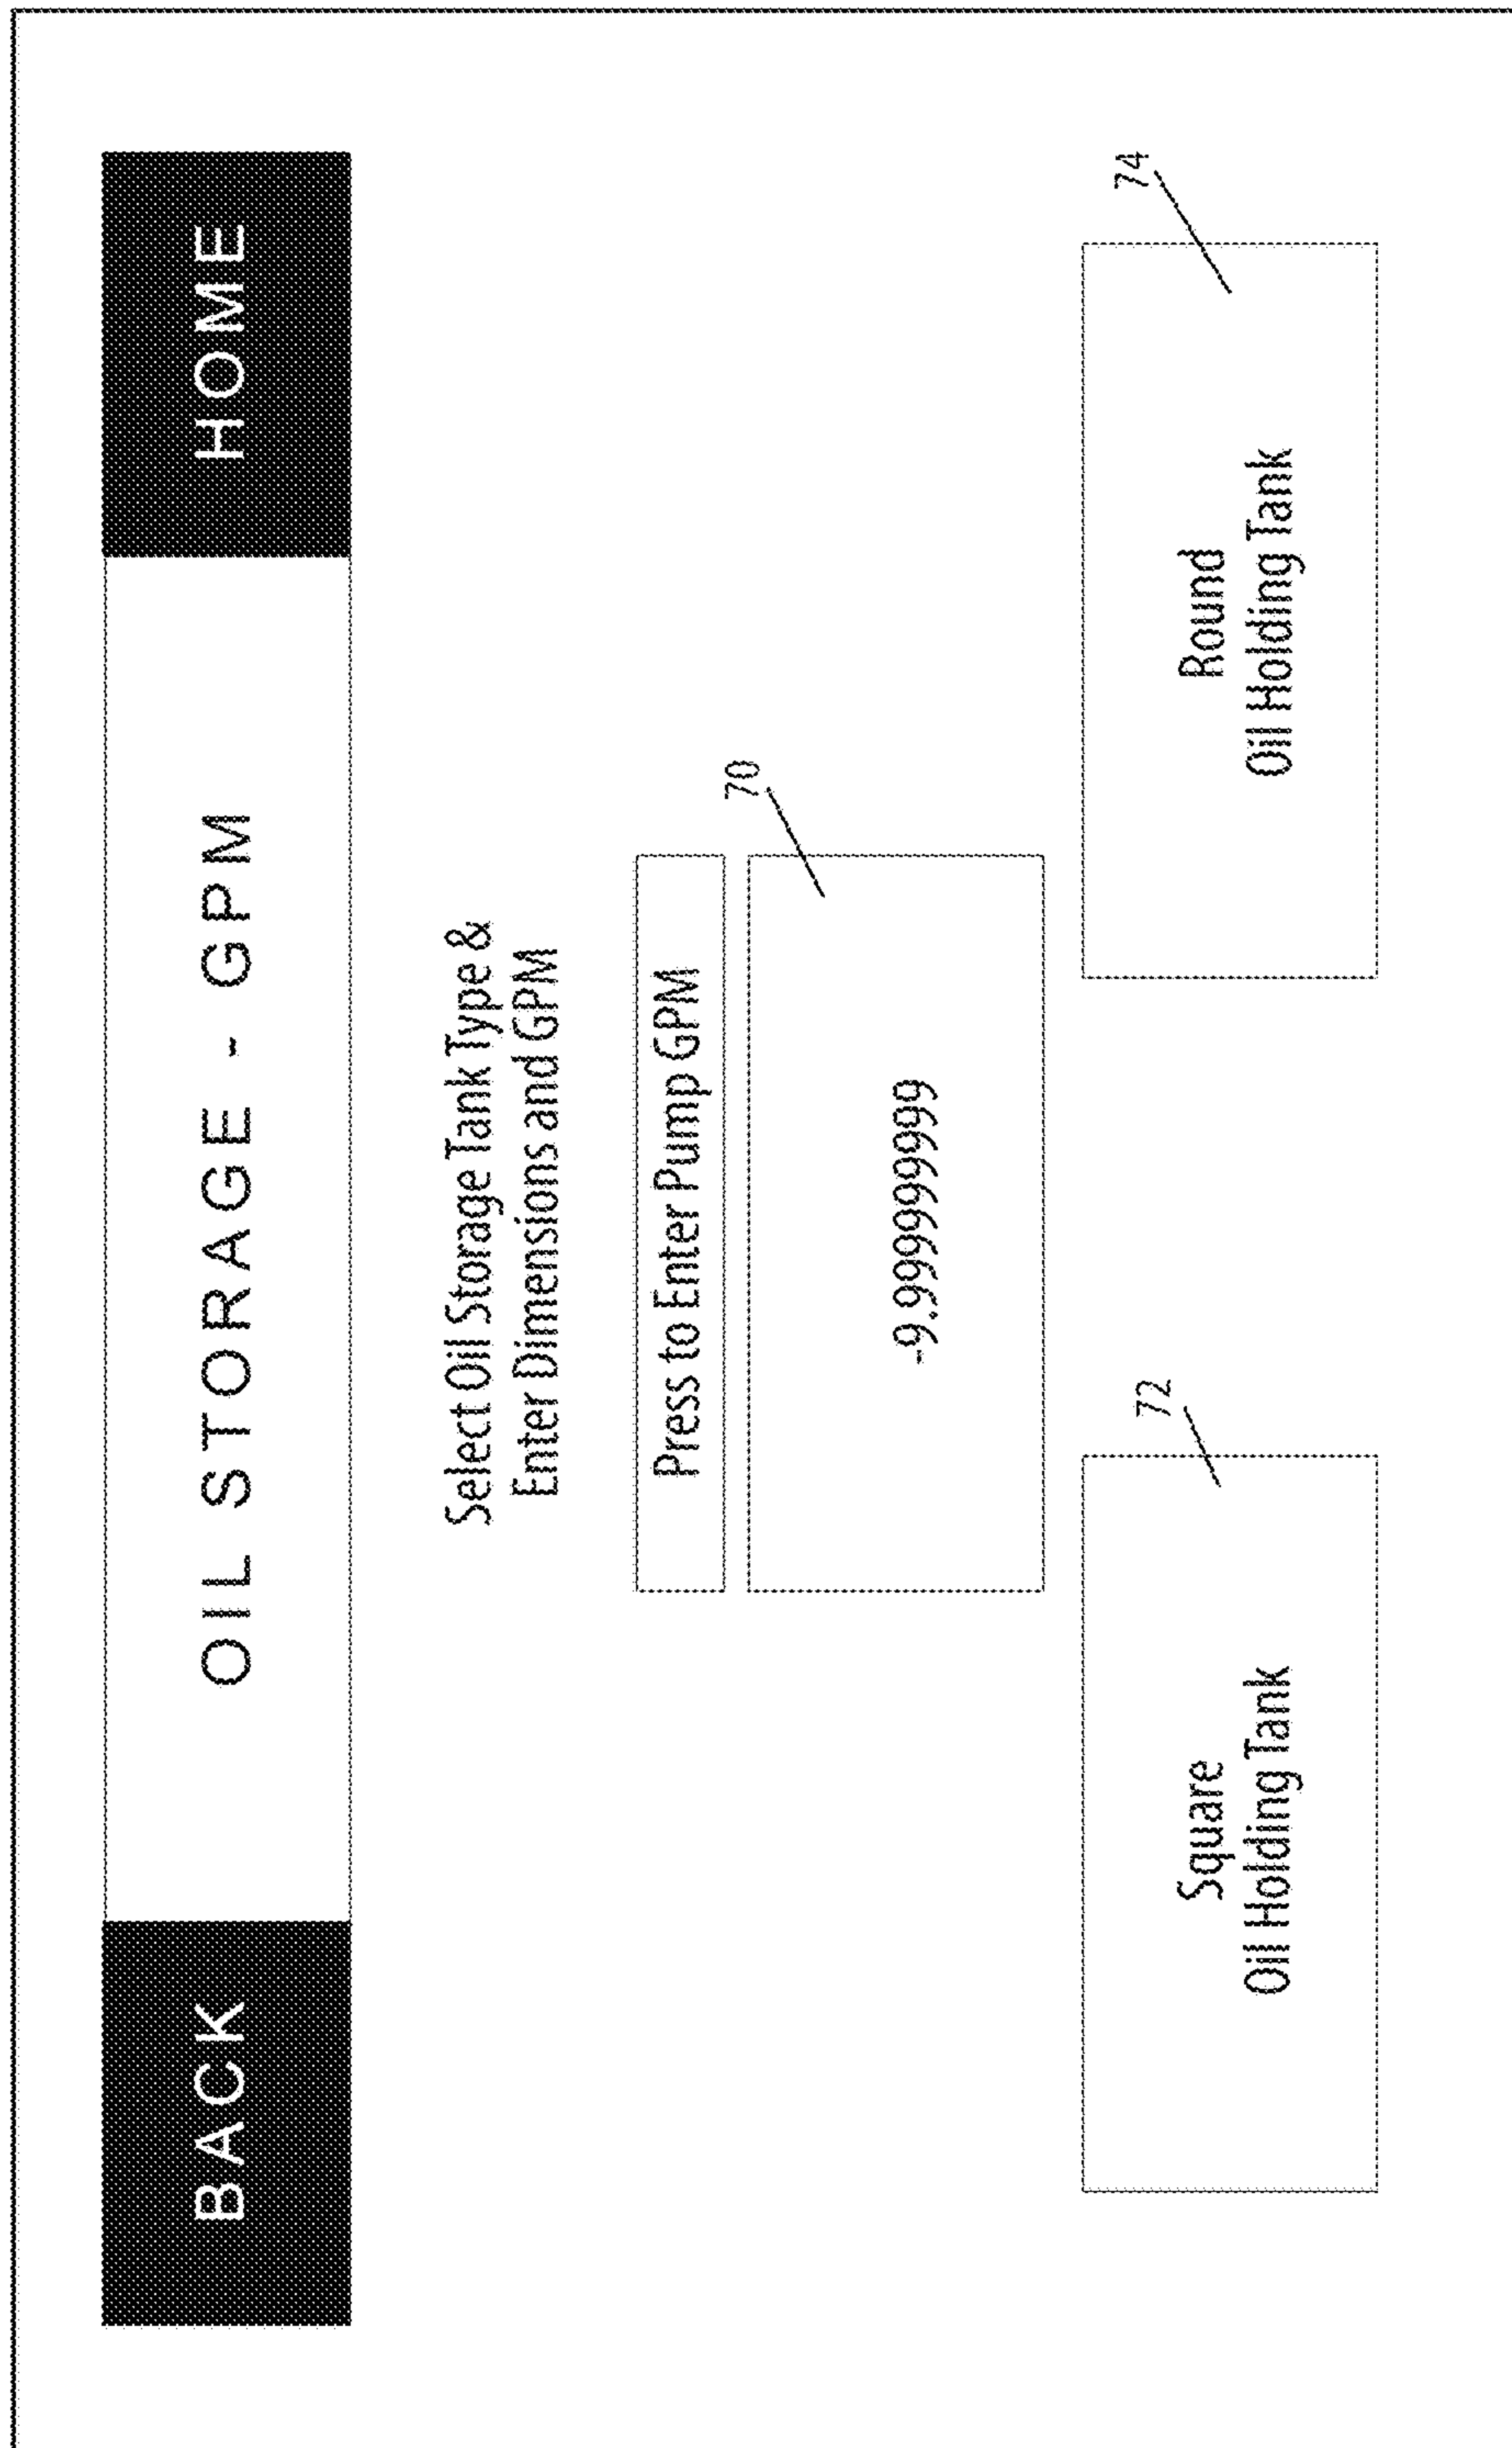 BACK
OIL STORAGE - GPM
HOME
Select Oil Storage Tank Type &
Enter Dimensions and GPM
Press to Enter Pump GPM
70
-9.999999999
72
74
Square
Oil Holding Tank
Round
Oil Holding Tank